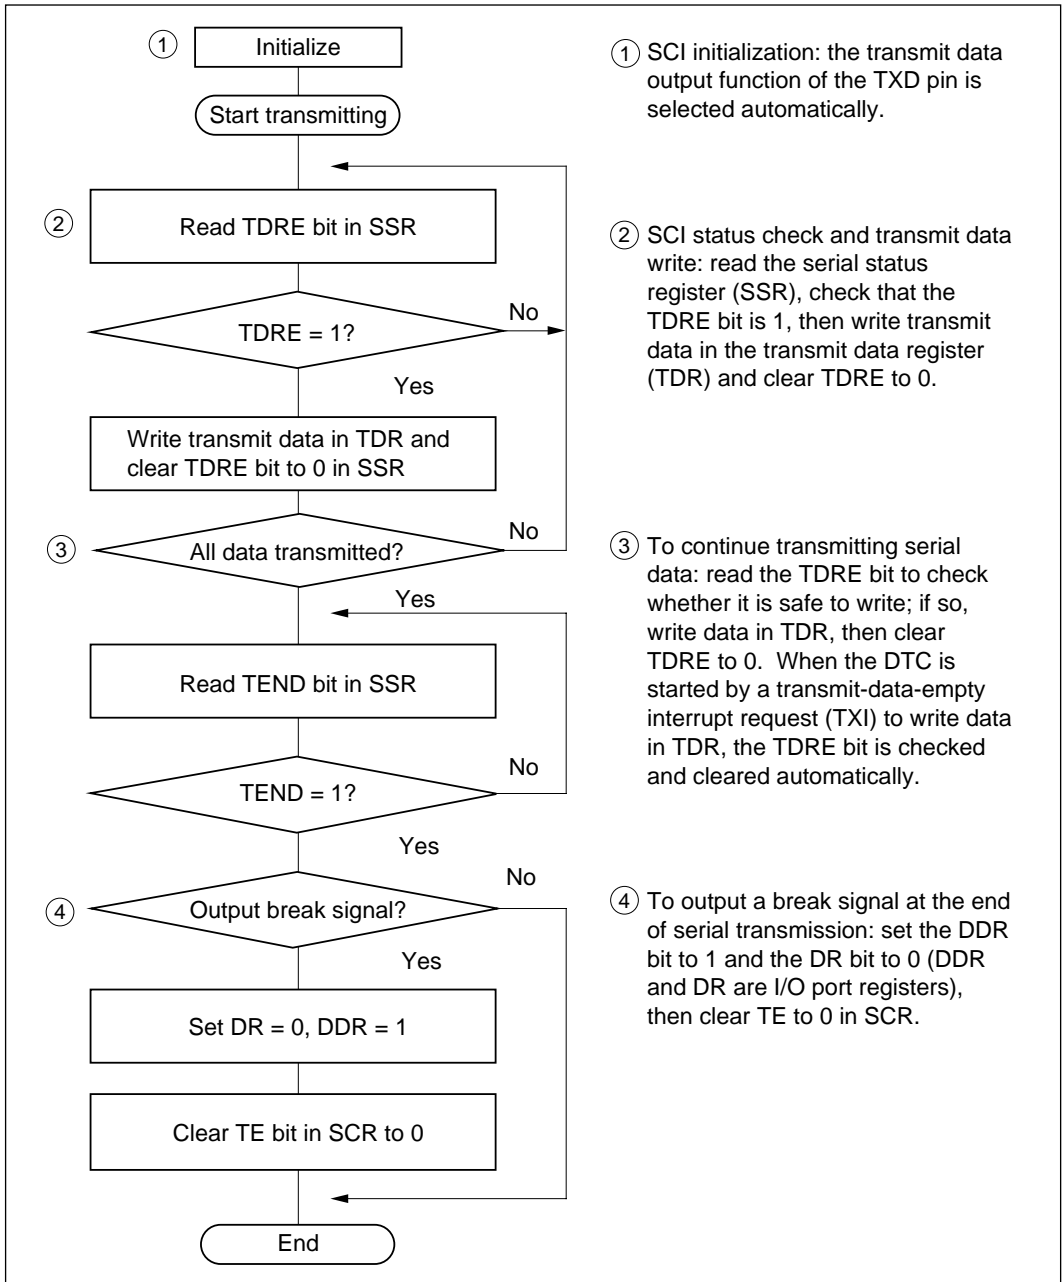 ① Initialize
Start transmitting
② Read TDRE bit in SSR
TDRE = 1?
No
Yes
Write transmit data in TDR and
clear TDRE bit to 0 in SSR
③ All data transmitted?
No
Yes
Read TEND bit in SSR
TEND = 1?
No
Yes
④ Output break signal?
No
Yes
Set DR = 0, DDR = 1
Clear TE bit in SCR to 0
End
① SCI initialization: the transmit data
output function of the TXD pin is
selected automatically.
② SCI status check and transmit data
write: read the serial status
register (SSR), check that the
TDRE bit is 1, then write transmit
data in the transmit data register
(TDR) and clear TDRE to 0.
③ To continue transmitting serial
data: read the TDRE bit to check
whether it is safe to write; if so,
write data in TDR, then clear
TDRE to 0.  When the DTC is
started by a transmit-data-empty
interrupt request (TXI) to write data
in TDR, the TDRE bit is checked
and cleared automatically.
④ To output a break signal at the end
of serial transmission: set the DDR
bit to 1 and the DR bit to 0 (DDR
and DR are I/O port registers),
then clear TE to 0 in SCR.